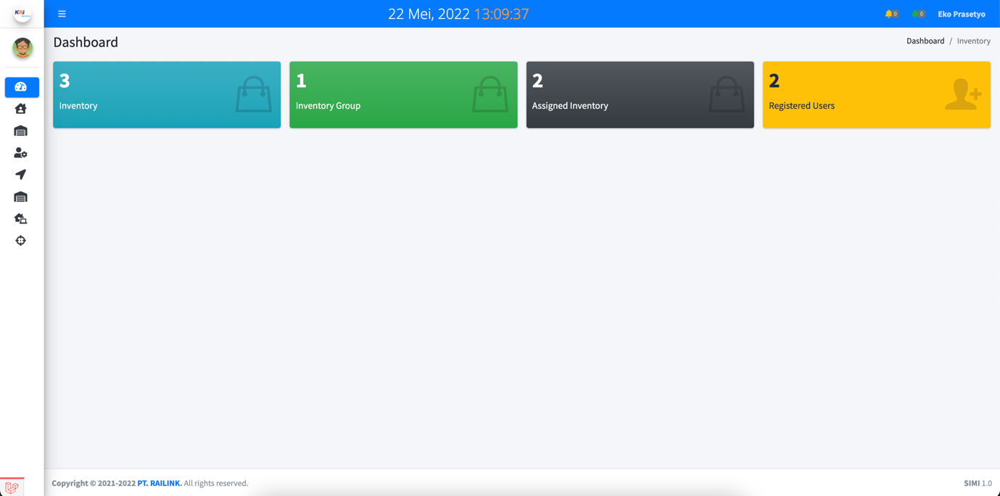 KAI
22 Mei, 2022 13:09:37
0
0
Eko Prasetyo
Dashboard
Dashboard / Inventory
3
Inventory
1
Inventory Group
2
Assigned Inventory
2
Registered Users
Copyright © 2021-2022 PT. RAILINK. All rights reserved.
SIMI 1.0